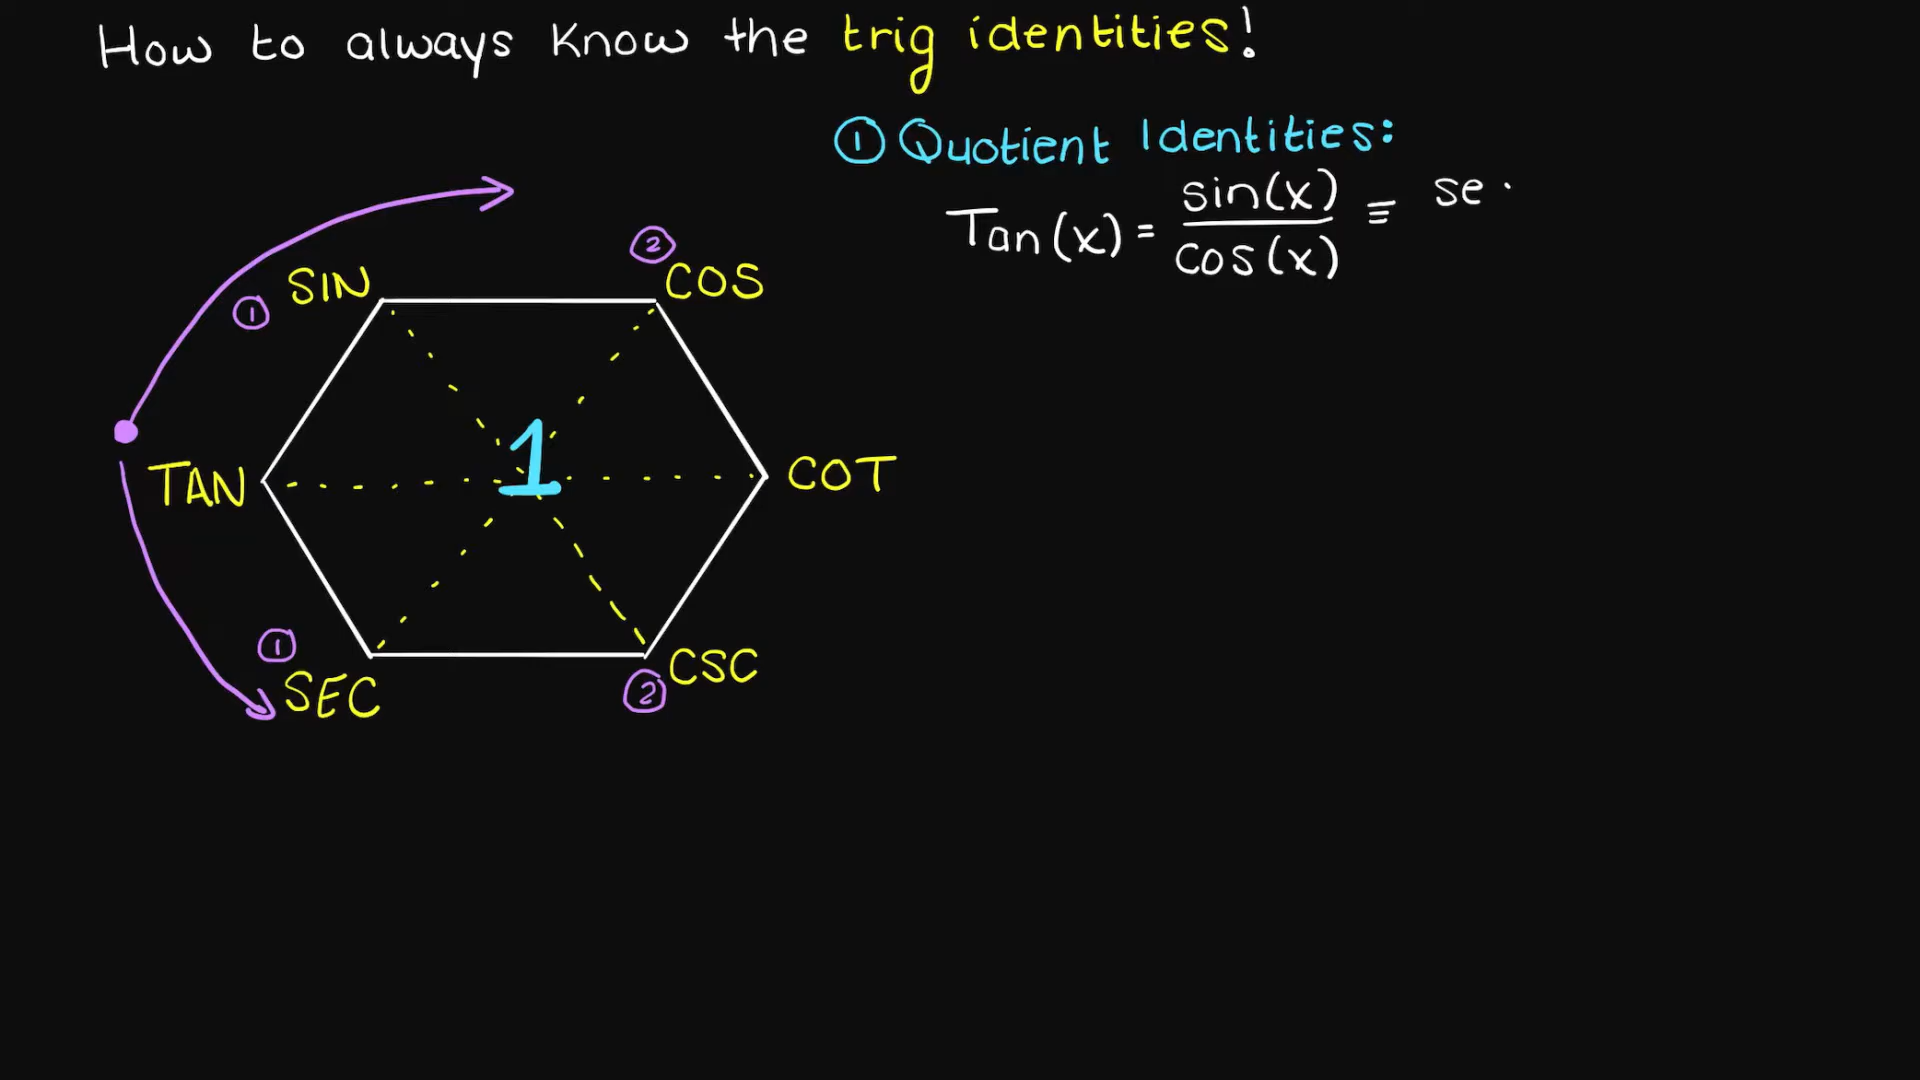 How to always know the trig identities!
① Quotient Identities:
Tan(x) = sin(x)/cos(x) ≡ se
②
SIN COS
①
1
TAN COT
①
SEC CSC
②